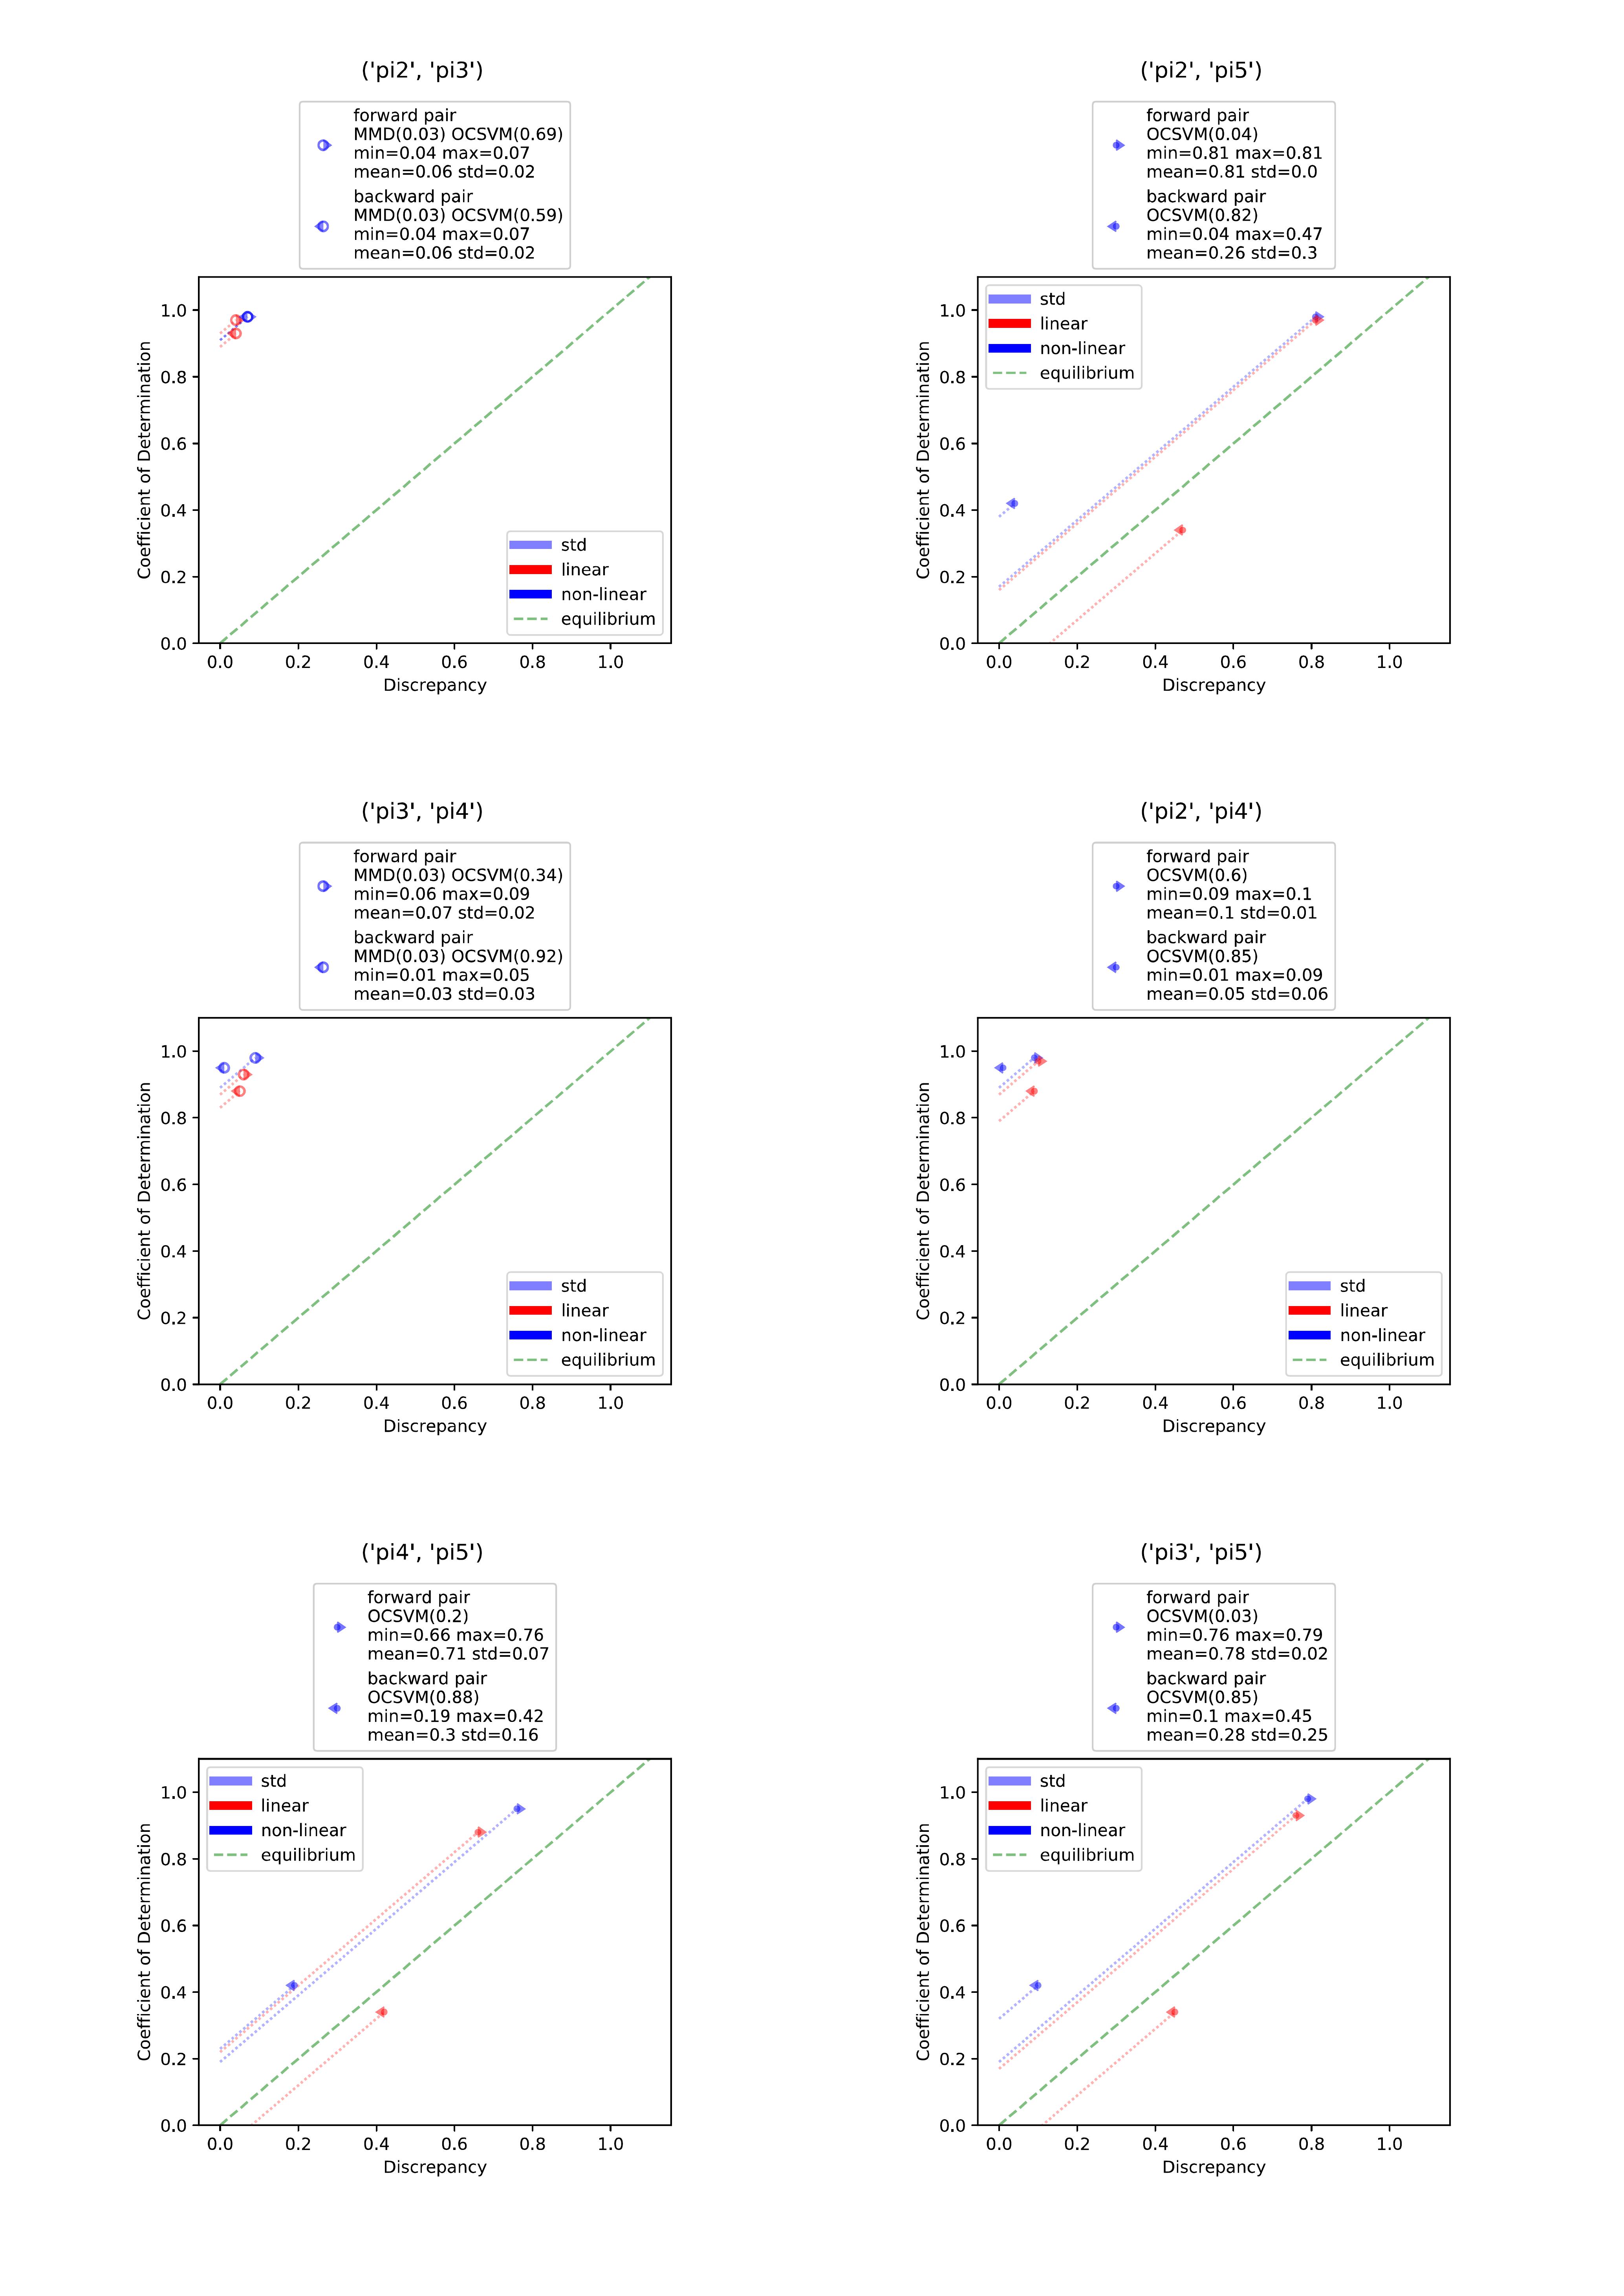 ('pi2', 'pi3')
forward pair
MMD(0.03) OCSVM(0.69)
min=0.04 max=0.07
mean=0.06 std=0.02
backward pair
MMD(0.03) OCSVM(0.59)
min=0.04 max=0.07
mean=0.06 std=0.02
1.0
0.8
0.6
0.4
0.2
0.0
Coefficient of Determination
std
linear
non-linear
equilibrium
0.0 0.2 0.4 0.6 0.8 1.0
Discrepancy
('pi2', 'pi5')
forward pair
OCSVM(0.04)
min=0.81 max=0.81
mean=0.81 std=0.0
backward pair
OCSVM(0.82)
min=0.04 max=0.47
mean=0.26 std=0.3
std
linear
non-linear
equilibrium
1.0
0.8
0.6
0.4
0.2
0.0
Coefficient of Determination
0.0 0.2 0.4 0.6 0.8 1.0
Discrepancy
('pi3', 'pi4')
forward pair
MMD(0.03) OCSVM(0.34)
min=0.06 max=0.09
mean=0.07 std=0.02
backward pair
MMD(0.03) OCSVM(0.92)
min=0.01 max=0.05
mean=0.03 std=0.03
1.0
0.8
0.6
0.4
0.2
0.0
Coefficient of Determination
std
linear
non-linear
equilibrium
0.0 0.2 0.4 0.6 0.8 1.0
Discrepancy
('pi2', 'pi4')
forward pair
OCSVM(0.6)
min=0.09 max=0.1
mean=0.1 std=0.01
backward pair
OCSVM(0.85)
min=0.01 max=0.09
mean=0.05 std=0.06
1.0
0.8
0.6
0.4
0.2
0.0
Coefficient of Determination
std
linear
non-linear
equilibrium
0.0 0.2 0.4 0.6 0.8 1.0
Discrepancy
('pi4', 'pi5')
forward pair
OCSVM(0.2)
min=0.66 max=0.76
mean=0.71 std=0.07
backward pair
OCSVM(0.88)
min=0.19 max=0.42
mean=0.3 std=0.16
std
linear
non-linear
equilibrium
1.0
0.8
0.6
0.4
0.2
0.0
Coefficient of Determination
0.0 0.2 0.4 0.6 0.8 1.0
Discrepancy
('pi3', 'pi5')
forward pair
OCSVM(0.03)
min=0.76 max=0.79
mean=0.78 std=0.02
backward pair
OCSVM(0.85)
min=0.1 max=0.45
mean=0.28 std=0.25
std
linear
non-linear
equilibrium
1.0
0.8
0.6
0.4
0.2
0.0
Coefficient of Determination
0.0 0.2 0.4 0.6 0.8 1.0
Discrepancy